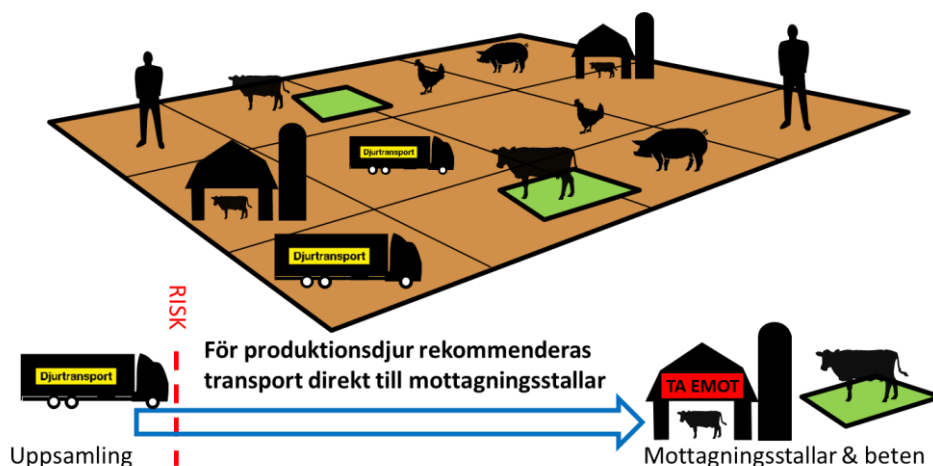 Djurtransport
Djurtransport
RISK
För produktionsdjur rekommenderas
transport direkt till mottagningsstallar
Djurtransport
TA EMOT
Uppsamling
Mottagningsstallar & beten